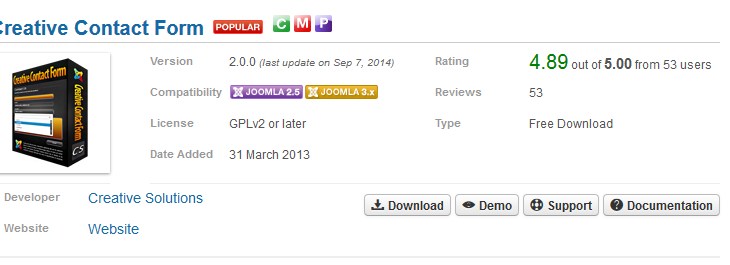 Creative Contact Form POPULAR C M P
Version 2.0.0 (last update on Sep 7, 2014)
Compatibility JOOMLA 2.5 JOOMLA 3.x
License GPLv2 or later
Date Added 31 March 2013
Rating 4.89 out of 5.00 from 53 users
Reviews 53
Type Free Download
Creative Contact Form
Creative Contact Form
CS
Developer Creative Solutions
Website Website
Download Demo Support Documentation